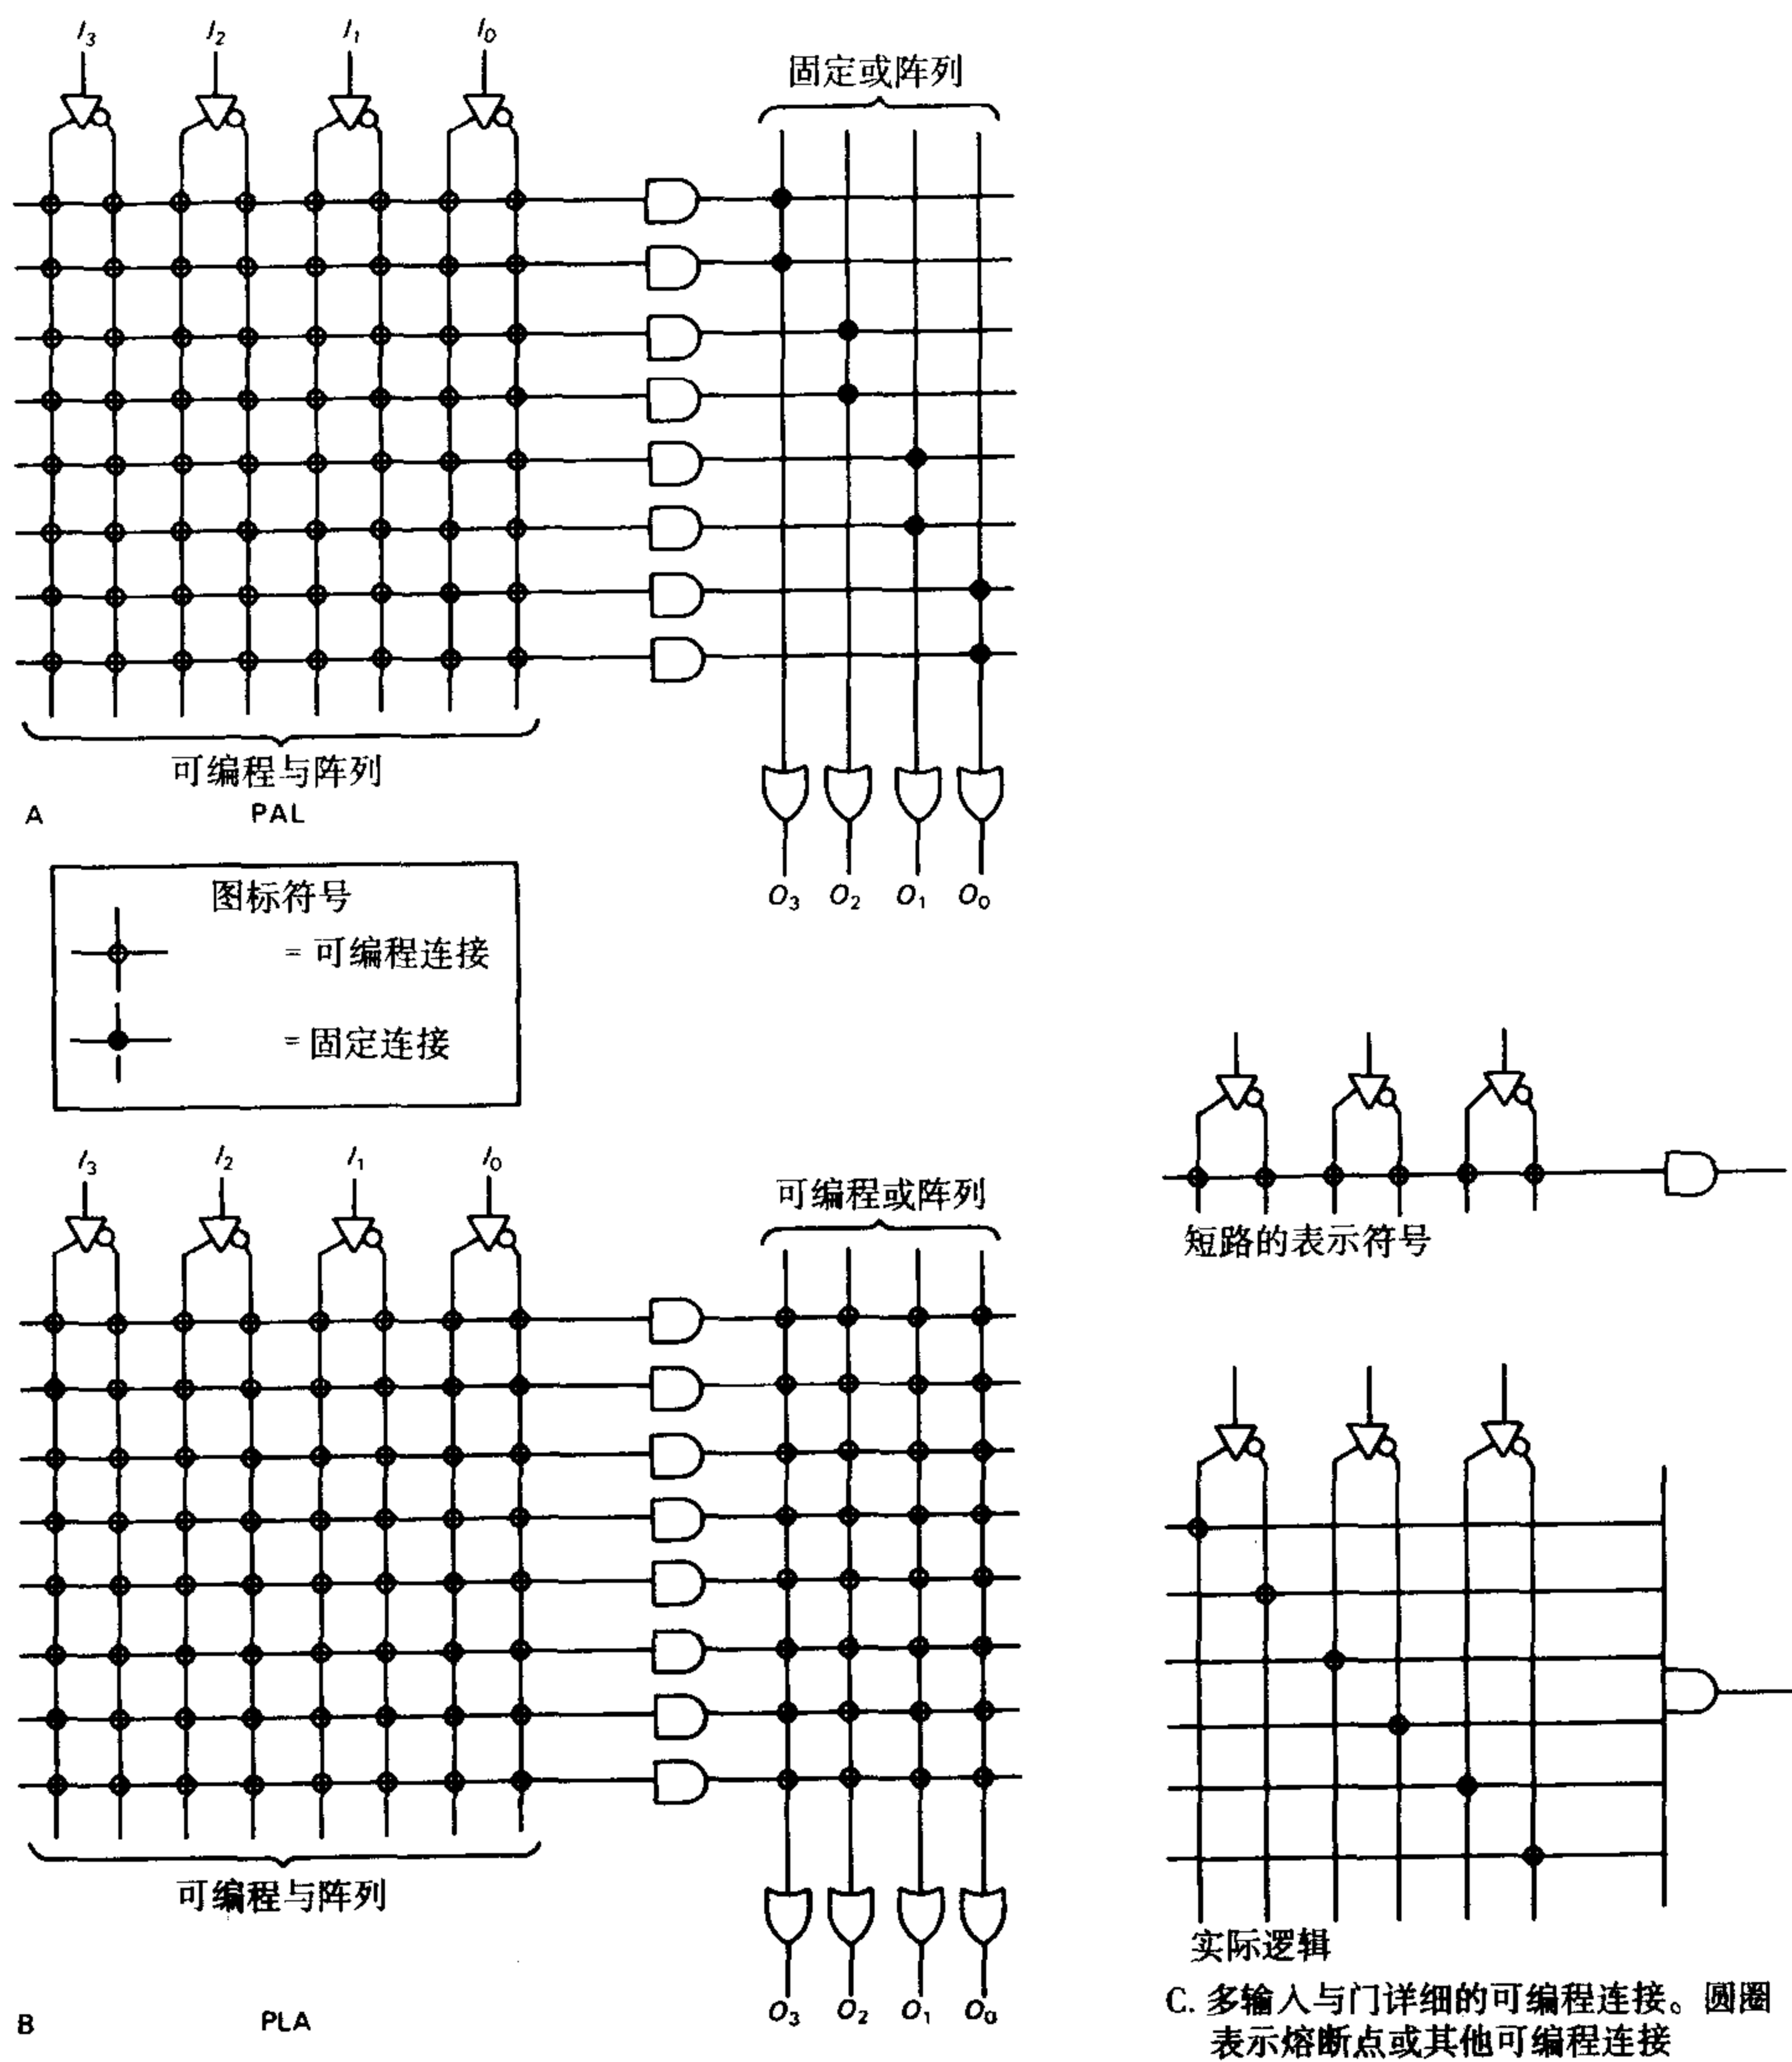 I₃ I₂ I₁ I₀
固定或阵列
可编程与阵列
A PAL
O₃ O₂ O₁ O₀
图标符号
= 可编程连接
= 固定连接
I₃ I₂ I₁ I₀
可编程或阵列
可编程与阵列
B PLA
O₃ O₂ O₁ O₀
短路的表示符号
实际逻辑
C. 多输入与门详细的可编程连接。圆圈
表示熔断点或其他可编程连接